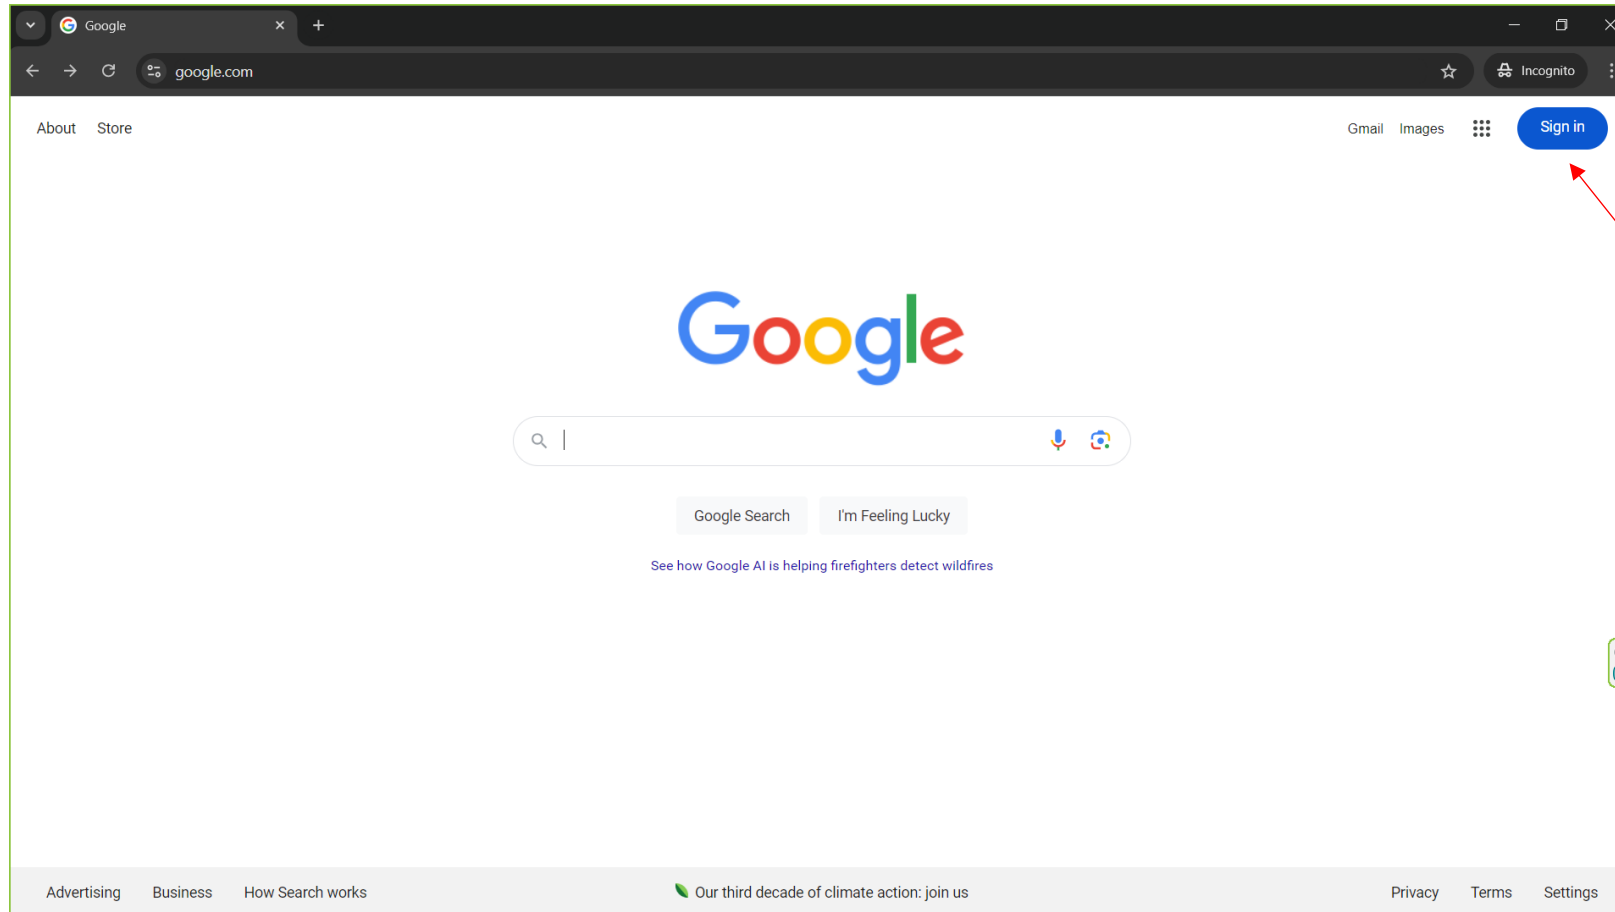 Google
google.com
Incognito
About Store
Gmail Images
Sign in
Google
Google Search
I'm Feeling Lucky
See how Google AI is helping firefighters detect wildfires
Advertising Business How Search works
Our third decade of climate action: join us
Privacy Terms Settings